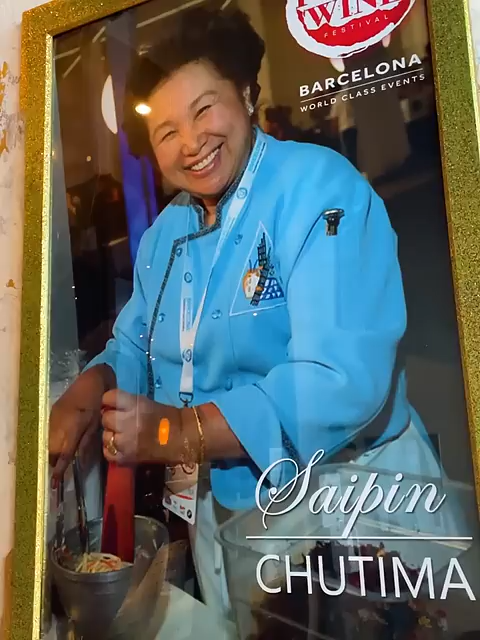 WINE
FESTIVAL
BARCELONA
WORLD CLASS EVENTS
Saipin
CHUTIMA